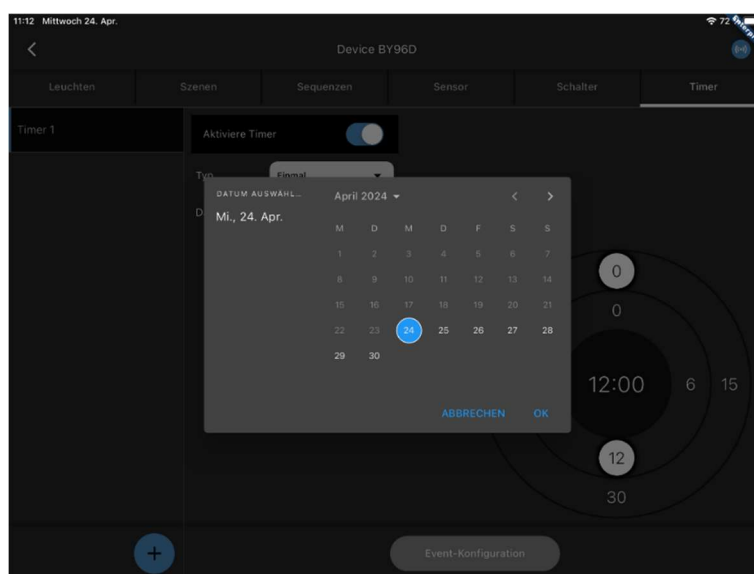 11:12 Mittwoch 24. Apr.
72
Device BY96D
Leuchten Szenen Sequenzen Sensor Schalter Timer
Timer 1
Aktiviere Timer
Typ Einmal
DATUM AUSWÄHL...
Mi., 24. Apr.
April 2024
M D M D F S S
1 2 3 4 5 6 7
8 9 10 11 12 13 14
15 16 17 18 19 20 21
22 23 24 25 26 27 28
29 30
ABBRECHEN OK
0
0
12:00 6 15
12
30
+
Event-Konfiguration